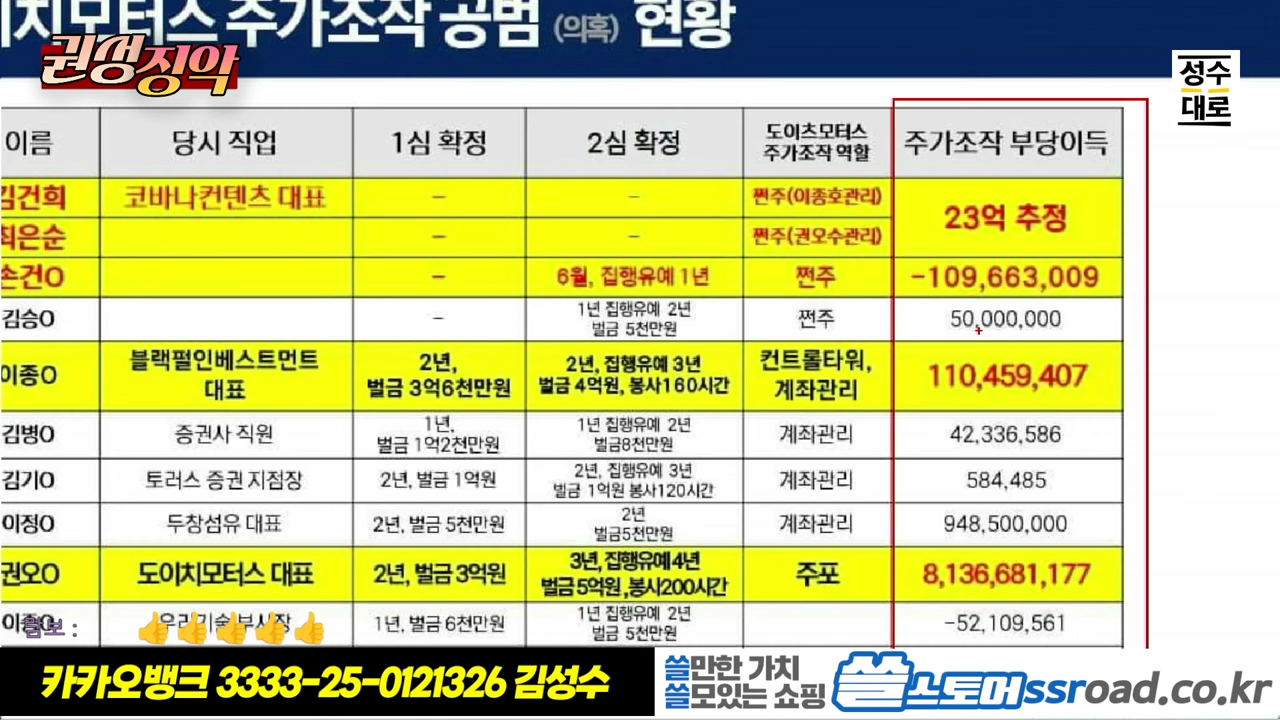 치모터스 주가조작 공범 (의혹) 현황
권성징악
성수
대로
이름
당시 직업
1심 확정
2심 확정
도이츠모터스
주가조작 역할
주가조작 부당이득
김건희
코바나컨텐츠 대표
–
–
쩐주(이종호관리)
23억 추정
최은순
–
–
쩐주(권오수관리)
손건O
–
6월, 집행유예 1년
쩐주
-109,663,009
김승O
–
1년 집행유예 2년
벌금 5천만원
쩐주
50,000,000
이종O
블랙펄인베스트먼트
대표
2년,
벌금 3억6천만원
2년, 집행유예 3년
벌금 4억원, 봉사160시간
컨트롤타워,
계좌관리
110,459,407
김병O
증권사 직원
1년,
벌금 1억2천만원
1년 집행유예 2년
벌금8천만원
계좌관리
42,336,586
김기O
토러스 증권 지점장
2년, 벌금 1억원
2년, 집행유예 3년
벌금 1억원 봉사120시간
계좌관리
584,485
이정O
두창섬유 대표
2년, 벌금 5천만원
2년
벌금5천만원
계좌관리
948,500,000
권오O
도이치모터스 대표
2년, 벌금 3억원
3년, 집행유예4년
벌금 5억원, 봉사200시간
주포
8,136,681,177
1년, 벌금 6천만원
1년 집행유예 2년
벌금 5천만원
-52,109,561
카카오뱅크 3333-25-0121326 김성수
쓸만한 가치
쓸모있는 쇼핑
쓸스토어ssroad.co.kr